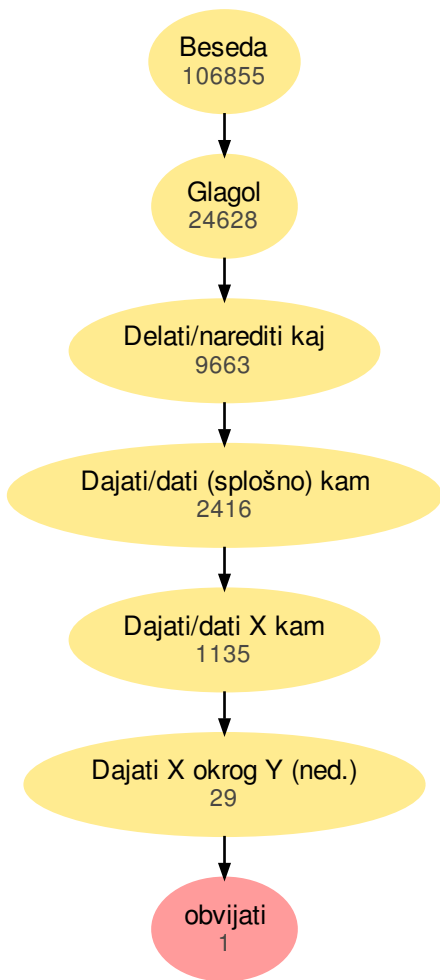 Beseda
106855
Glagol
24628
Delati/narediti kaj
9663
Dajati/dati (splošno) kam
2416
Dajati/dati X kam
1135
Dajati X okrog Y (ned.)
29
obvijati
1